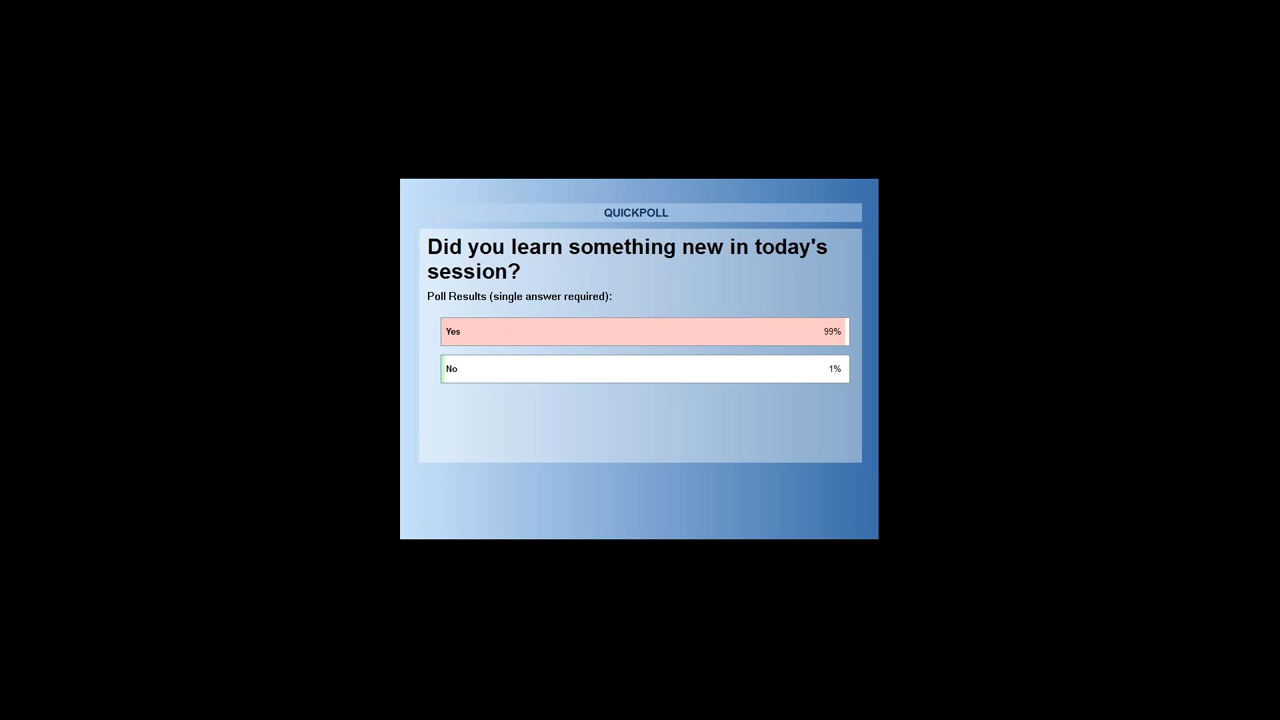 QUICKPOLL
Did you learn something new in today's
session?
Poll Results (single answer required):
Yes 99%
No 1%